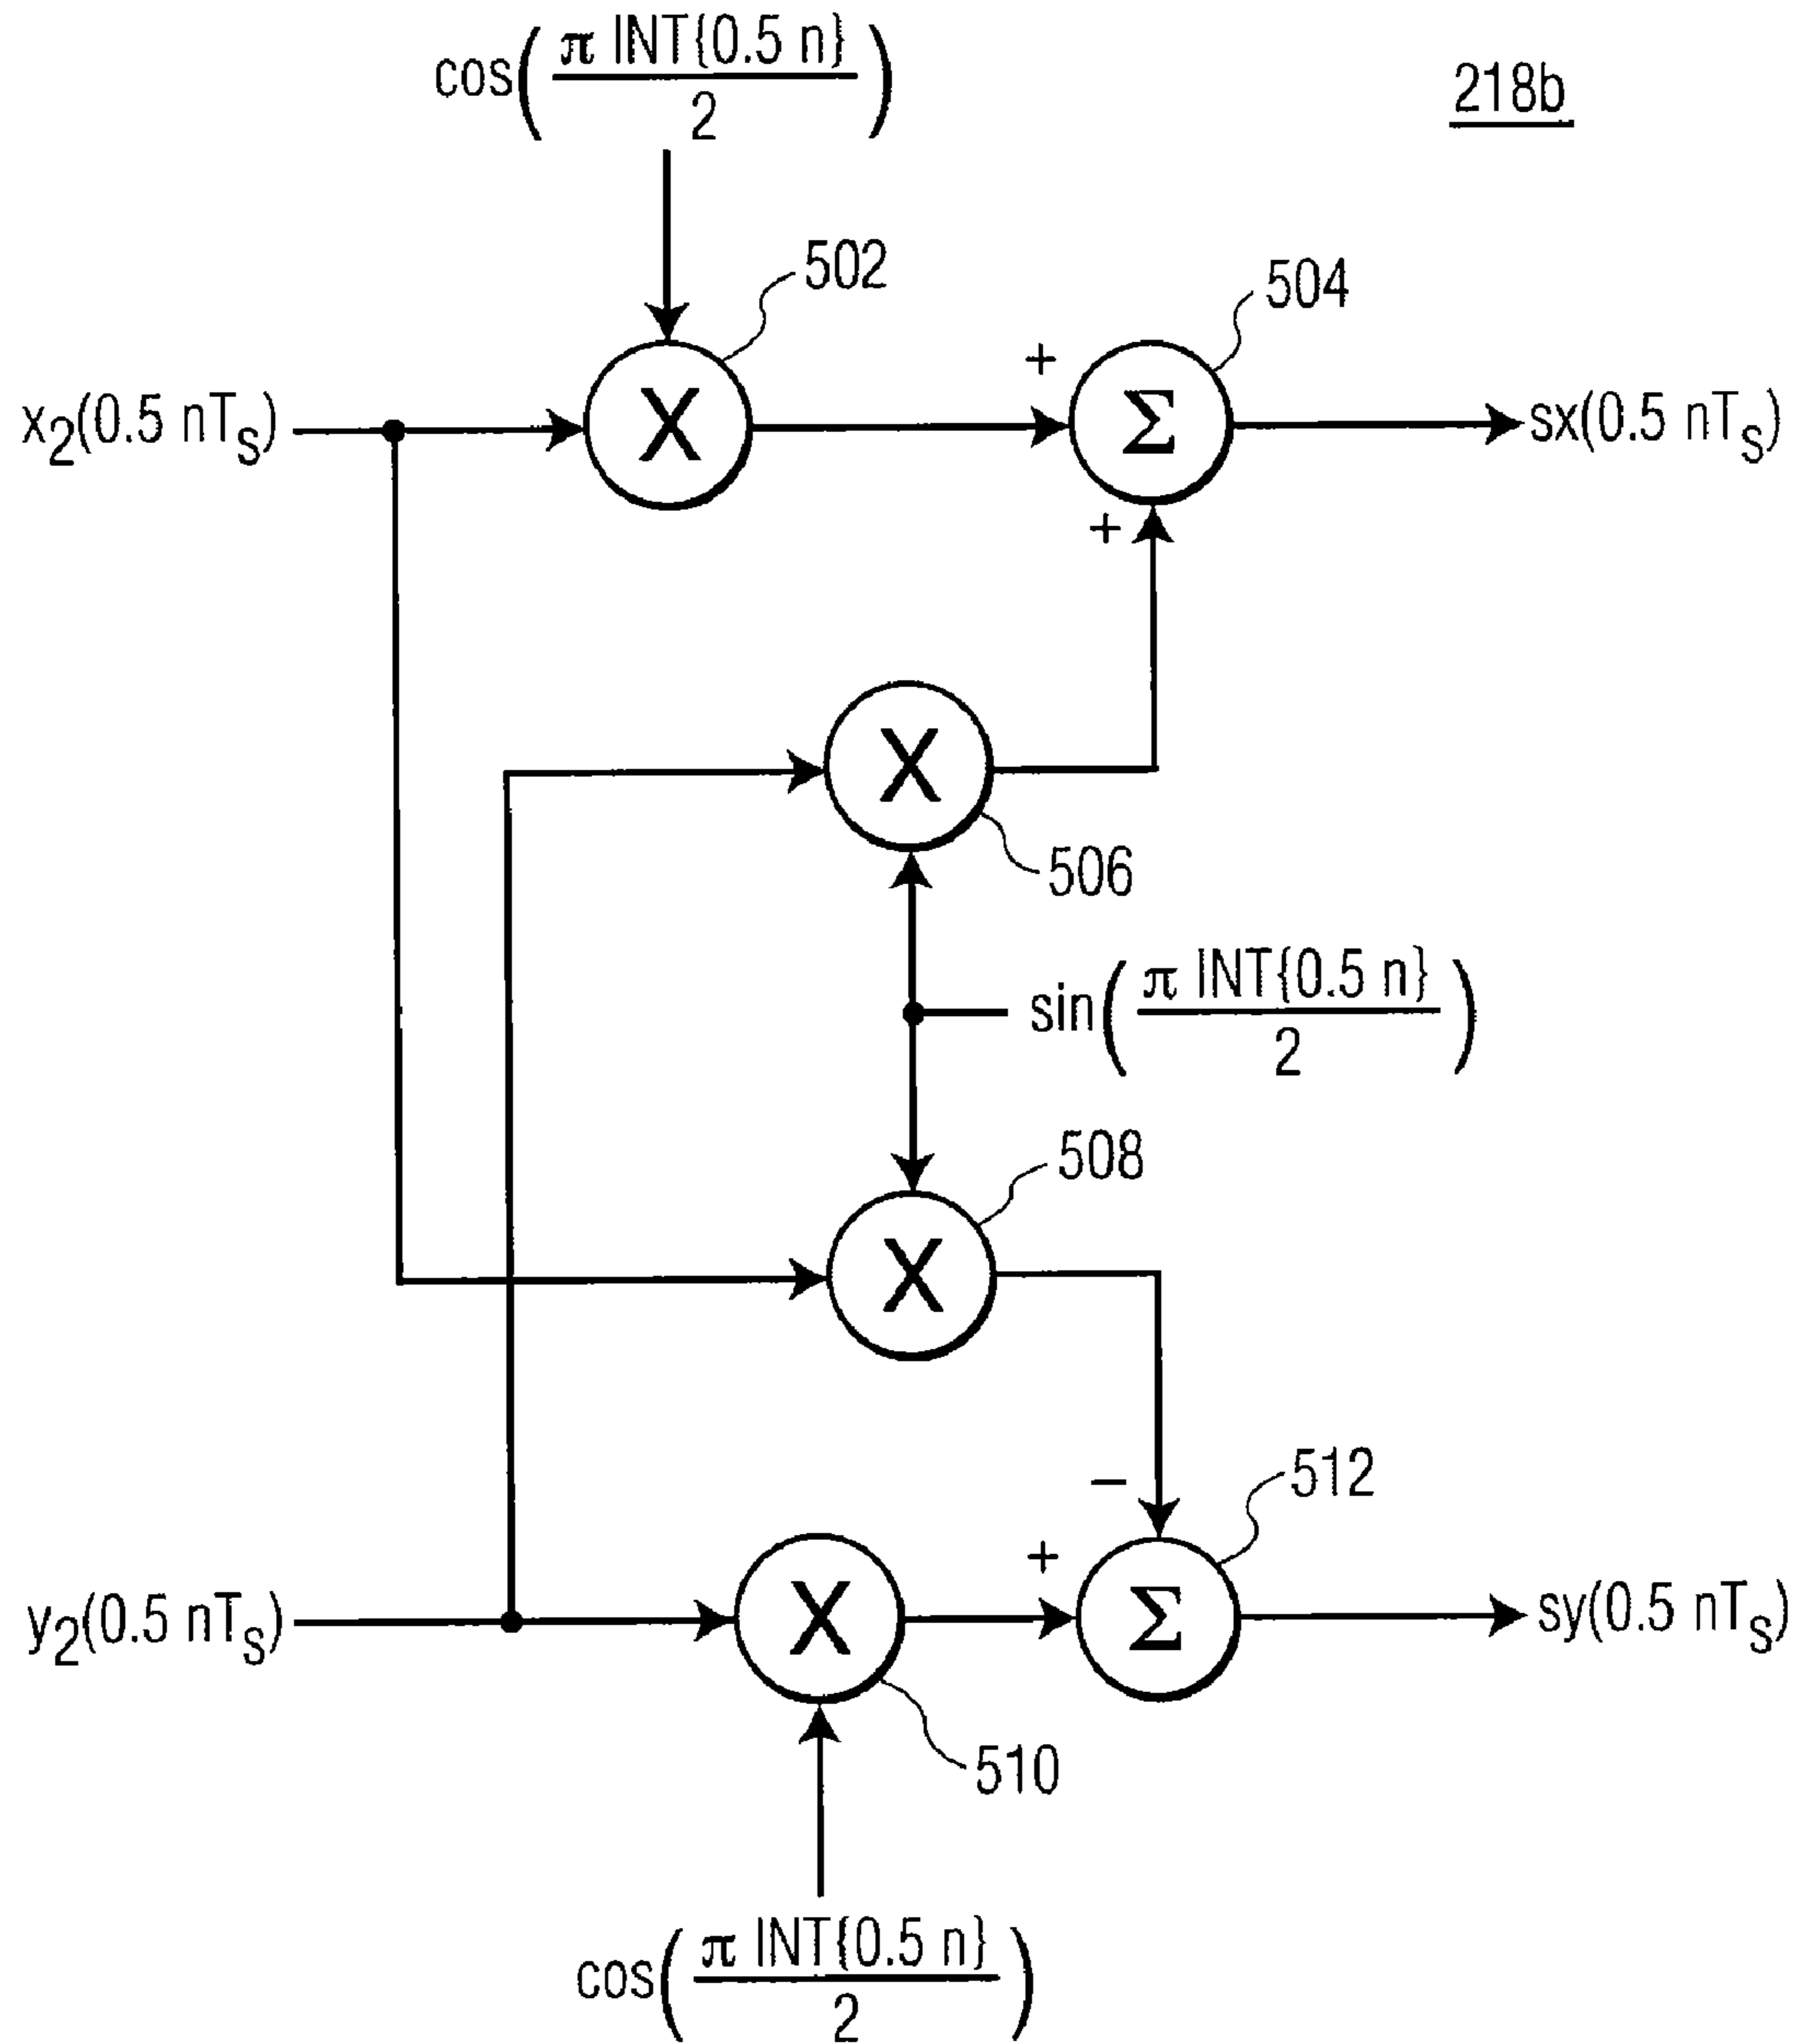 cos(π INT{0.5 n}/2)
218b
502
504
x₂(0.5 nTₛ)
X
+
Σ
sx(0.5 nTₛ)
+
X
506
sin(π INT{0.5 n}/2)
508
X
−
512
y₂(0.5 nTₛ)
X
+
Σ
sy(0.5 nTₛ)
510
cos(π INT{0.5 n}/2)